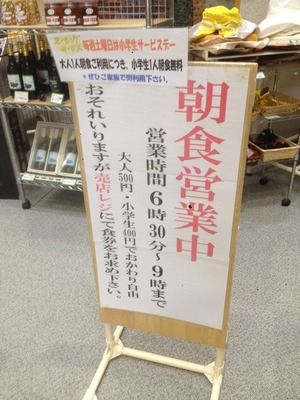 毎週土曜日は小学生サービスデー
大人1人朝食ご利用につき、小学生1人朝食無料
ぜひご家族で御利用下さい。
朝食営業中
営業時間6時30分～9時まで
大人500円・小学生400円でおかわり自由
おそれいりますが売店レジにて食券をお求め下さい。